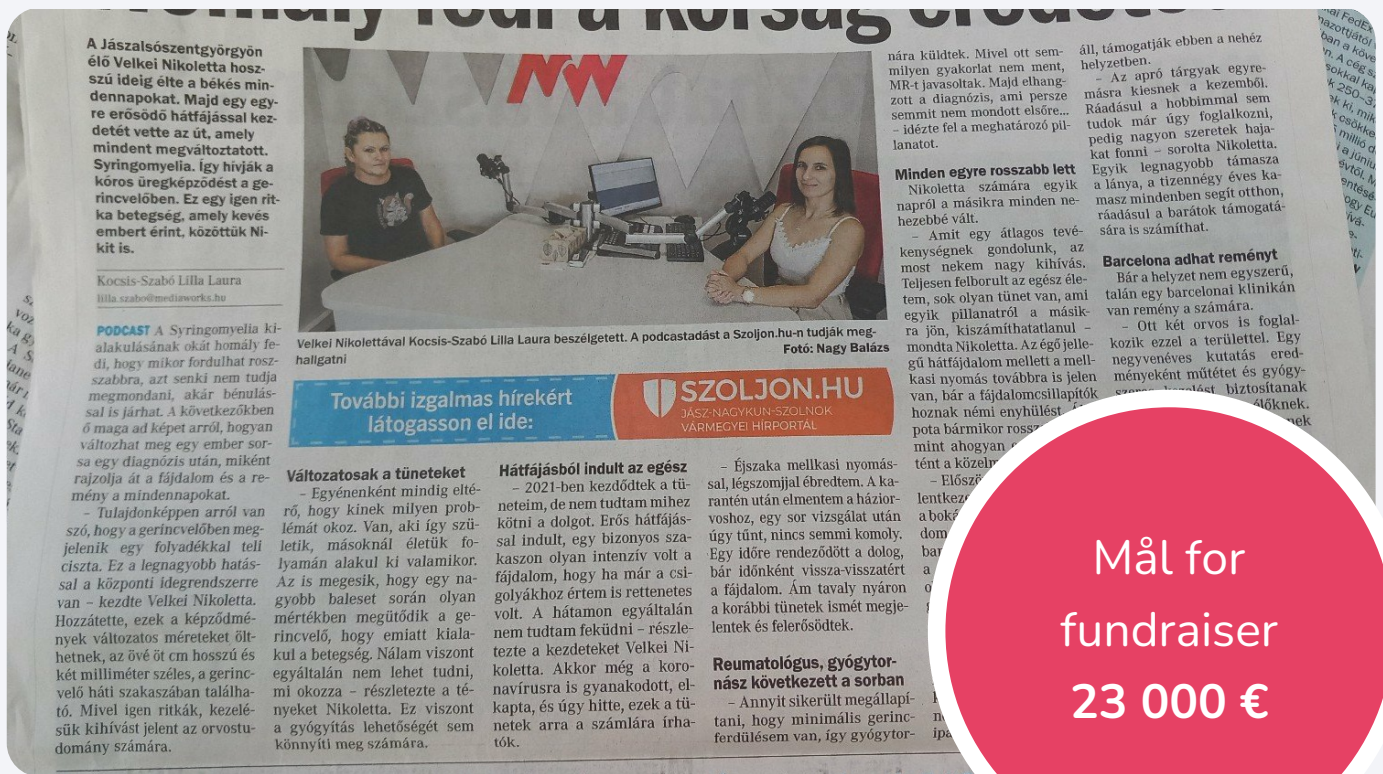 A Jászalsószentgyörgyön
élő Velkei Nikoletta hosz-
szú ideig élte a békés min-
dennapokat. Majd egy egy-
re erősödő hátfájással kez-
detét vette az út, amely
mindent megváltoztatott.
Syringomyelia. Így hívják a
kóros üregképződést a ge-
rincvelőben. Ez egy igen rit-
ka betegség, amely kevés
embert érint, közöttük Ni-
kit is.
Kocsis-Szabó Lilla Laura
lilla.szabo@mediaworks.hu
PODCAST A Syringomyelia ki-
alakulásának okát homály fe-
di, hogy mikor fordulhat rosz-
szabbra, azt senki nem tudja
megmondani, akár bénulás-
sal is járhat. A következőkben
ő maga ad képet arról, hogyan
változhat meg egy ember sor-
sa egy diagnózis után, miként
rajzolja át a fájdalom és a re-
mény a mindennapokat.
– Tulajdonképpen arról van
szó, hogy a gerincvelőben meg-
jelenik egy folyadékkal teli
ciszta. Ez a legnagyobb hatás-
sal a központi idegrendszerre
van – kezdte Velkei Nikoletta.
Hozzátette, ezek a képződmé-
nyek változatos méreteket ölt-
hetnek, az övé öt cm hosszú és
két milliméter széles, a gerinc-
velő háti szakaszában találha-
tó. Mivel igen ritkák, kezelé-
sük kihívást jelent az orvostu-
domány számára.
Velkei Nikolettával Kocsis-Szabó Lilla Laura beszélgetett. A podcastadást a Szoljon.hu-n tudják meg-
hallgatni
Fotó: Nagy Balázs
További izgalmas hírekért
látogasson el ide:
SZOLJON.HU
JÁSZ-NAGYKUN-SZOLNOK
VÁRMEGYEI HÍRPORTÁL
Változatosak a tüneteket
– Egyénenként mindig elté-
rő, hogy kinek milyen prob-
lémát okoz. Van, aki így szü-
letik, másoknál életük fo-
lyamán alakul ki valamikor.
Az is megesik, hogy egy na-
gyobb baleset során olyan
mértékben megütődik a ge-
rincvelő, hogy emiatt kiala-
kul a betegség. Nálam viszont
egyáltalán nem lehet tudni,
mi okozza – részletezte a té-
nyeket Nikoletta. Ez viszont
a gyógyítás lehetőségét sem
könnyíti meg számára.
Hátfájásból indult az egész
– 2021-ben kezdődtek a tü-
neteim, de nem tudtam mihez
kötni a dolgot. Erős hátfájás-
sal indult, egy bizonyos sza-
kaszon olyan intenzív volt a
fájdalom, hogy ha már a csi-
golyákhoz értem is rettenetes
volt. A hátamon egyáltalán
nem tudtam feküdni – részle-
tezte a kezdeteket Velkei Ni-
koletta. Akkor még a koro-
navírusra is gyanakodott, el-
kapta, és úgy hitte, ezek a tü-
netek arra a számlára írha-
tók.
– Éjszaka mellkasi nyomás-
sal, légszomjjal ébredtem. A ka-
rantén után elmentem a házior-
voshoz, egy sor vizsgálat után
úgy tűnt, nincs semmi komoly.
Egy időre rendeződött a dolog,
bár időnként vissza-visszatért
a fájdalom. Ám tavaly nyáron
a korábbi tünetek ismét megje-
lentek és felerősödtek.
Reumatológus, gyógytor-
nász következett a sorban
– Annyit sikerült megállapí-
tani, hogy minimális gerinc-
ferdülésem van, így gyógytor-
nára küldtek. Mivel ott sem-
milyen gyakorlat nem ment,
MR-t javasoltak. Majd elhang-
zott a diagnózis, ami persze
semmit nem mondott elsőre...
– idézte fel a meghatározó pil-
lanatot.
Minden egyre rosszabb lett
Nikoletta számára egyik
napról a másikra minden ne-
hezebbé vált.
– Amit egy átlagos tevé-
kenységnek gondolunk, az
most nekem nagy kihívás.
Teljesen felborult az egész éle-
tem, sok olyan tünet van, ami
egyik pillanatról a másik-
ra jön, kiszámíthatatlanul –
mondta Nikoletta. Az égő jelle-
gű hátfájdalom mellett a mell-
kasi nyomás továbbra is jelen
van, bár a fájdalomcsillapítók
hoznak némi enyhülést
pota bármikor
mint ahogyan
tént a
áll, támogatják ebben a nehéz
helyzetben.
– Az apró tárgyak egyre-
másra kiesnek a kezemből.
Ráadásul a hobbimmal sem
tudok már úgy foglalkozni,
pedig nagyon szeretek haja-
kat fonni – sorolta Nikoletta.
Egyik legnagyobb támasza
a lánya, a tizennégy éves ka-
masz mindenben segít otthon,
ráadásul a barátok támogatá-
sára is számíthat.
Barcelona adhat reményt
Bár a helyzet nem egyszerű,
talán egy barcelonai klinikán
van remény a számára.
– Ott két orvos is foglal-
kozik ezzel a területtel. Egy
negyvenéves kutatás ered-
ményeként műtétet és gyógy-
biztosítanak
Mål for
fundraiser
23 000 €